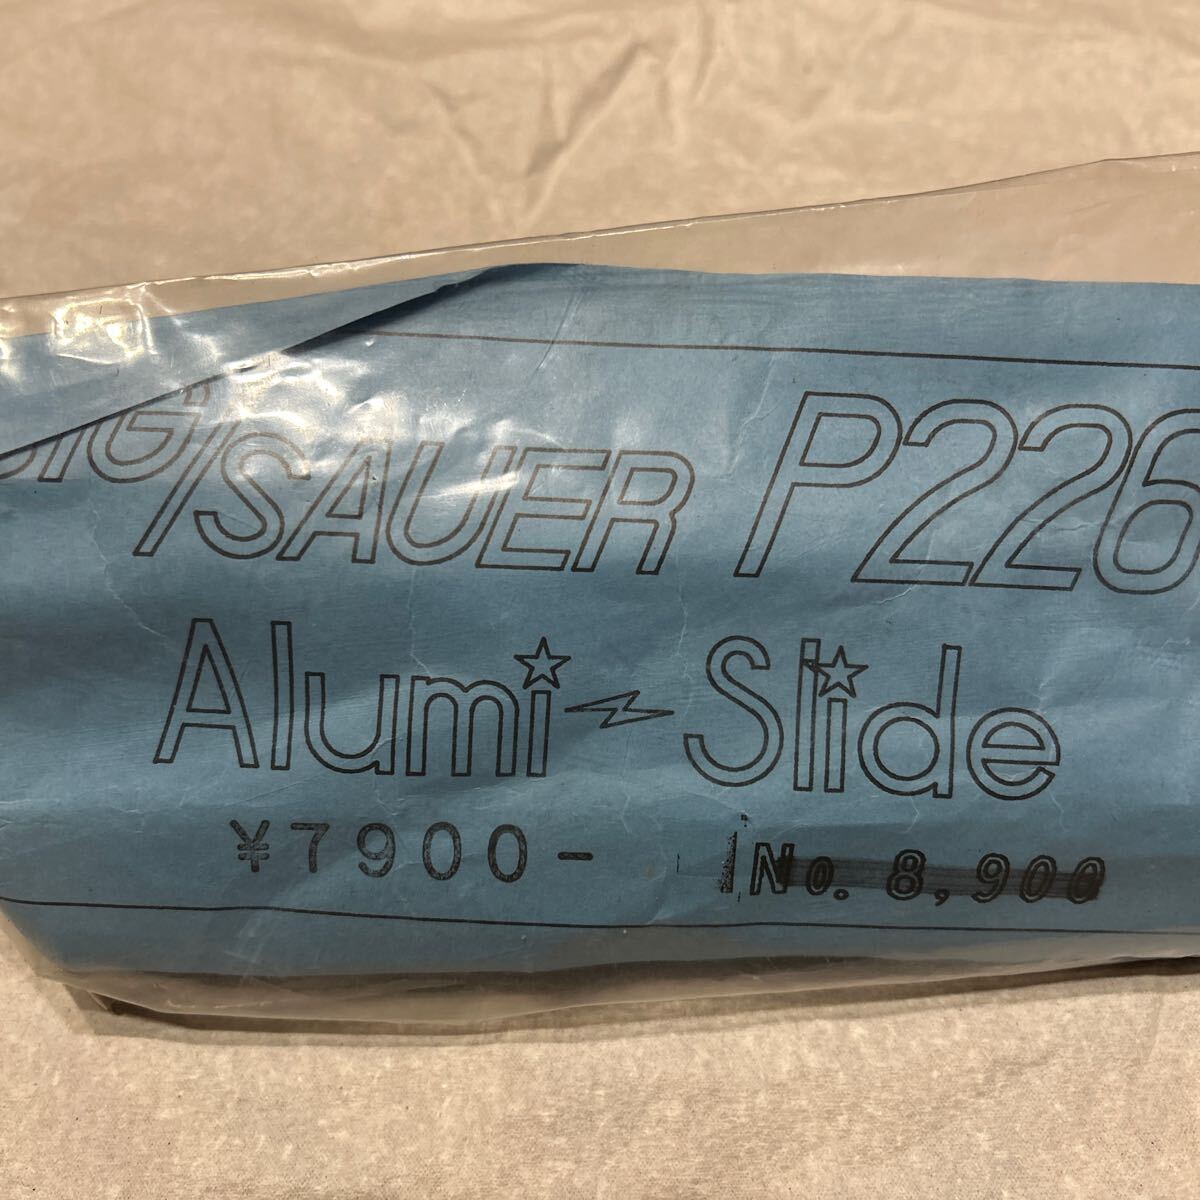 SIG/SAUER P226
Alumi Slide
¥7900-
No. 8,900